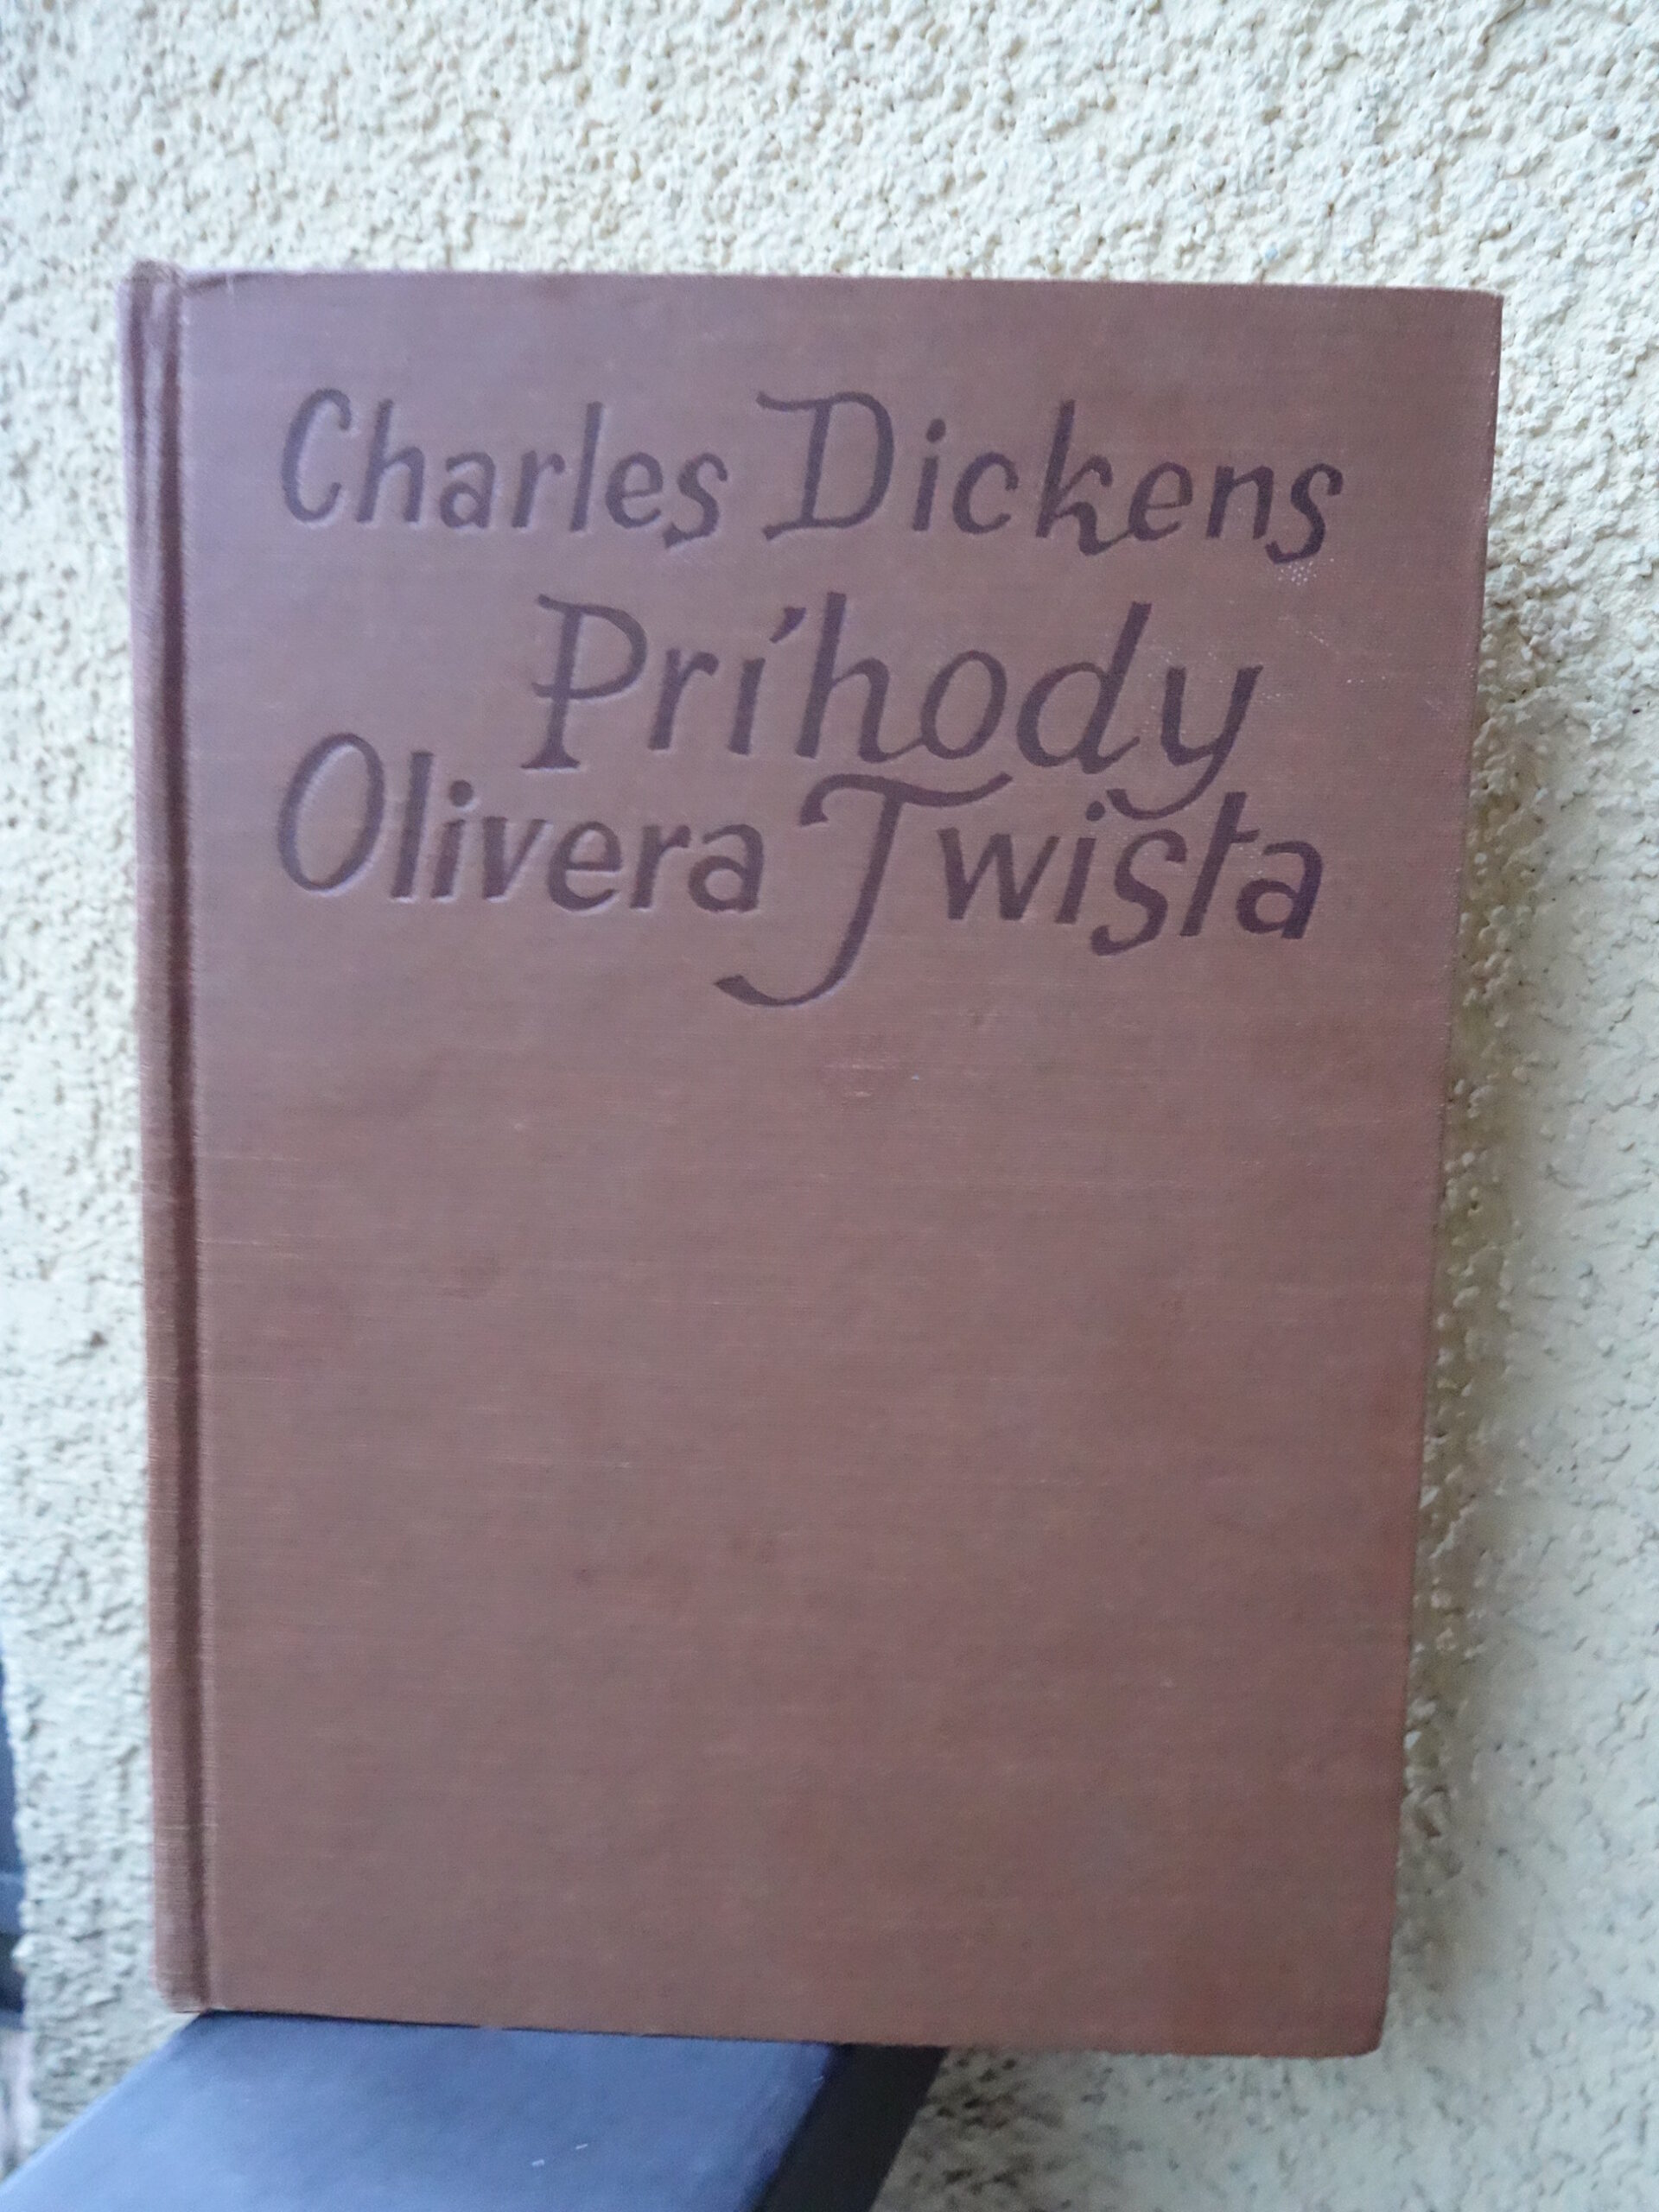 Charles Dickens
Príhody
Olivera Twista